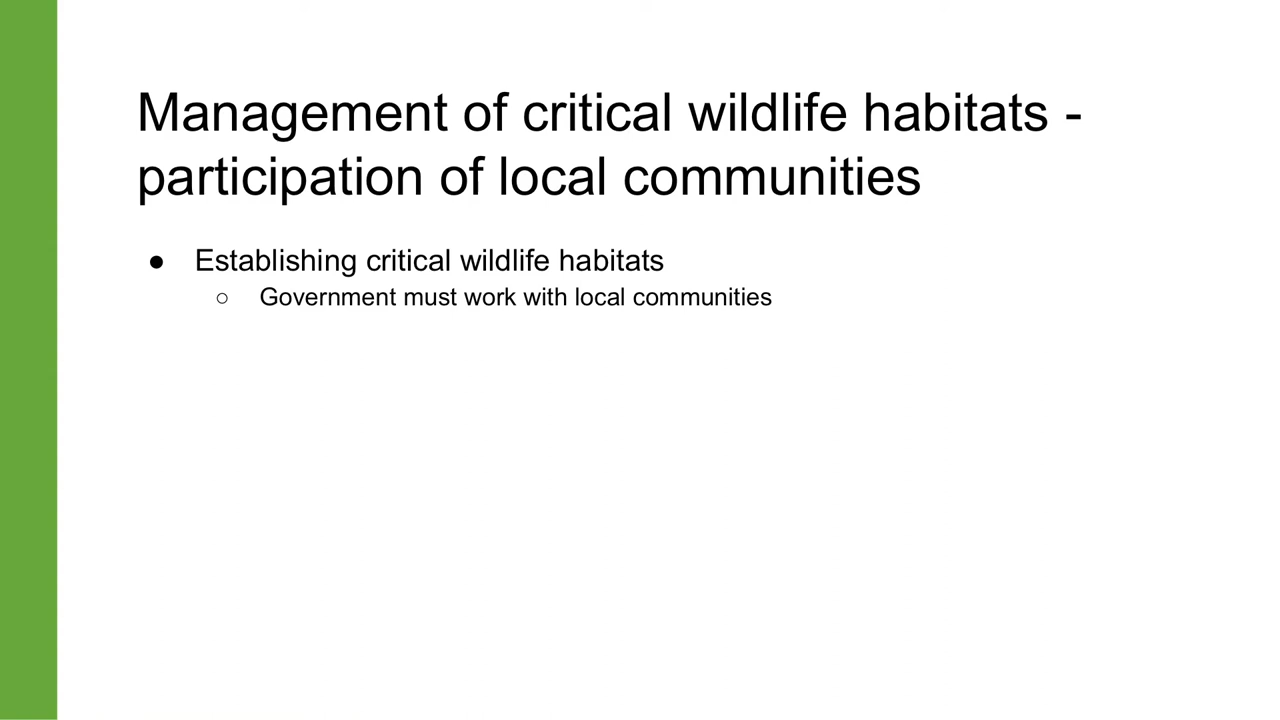 Management of critical wildlife habitats -
participation of local communities
● Establishing critical wildlife habitats
○ Government must work with local communities